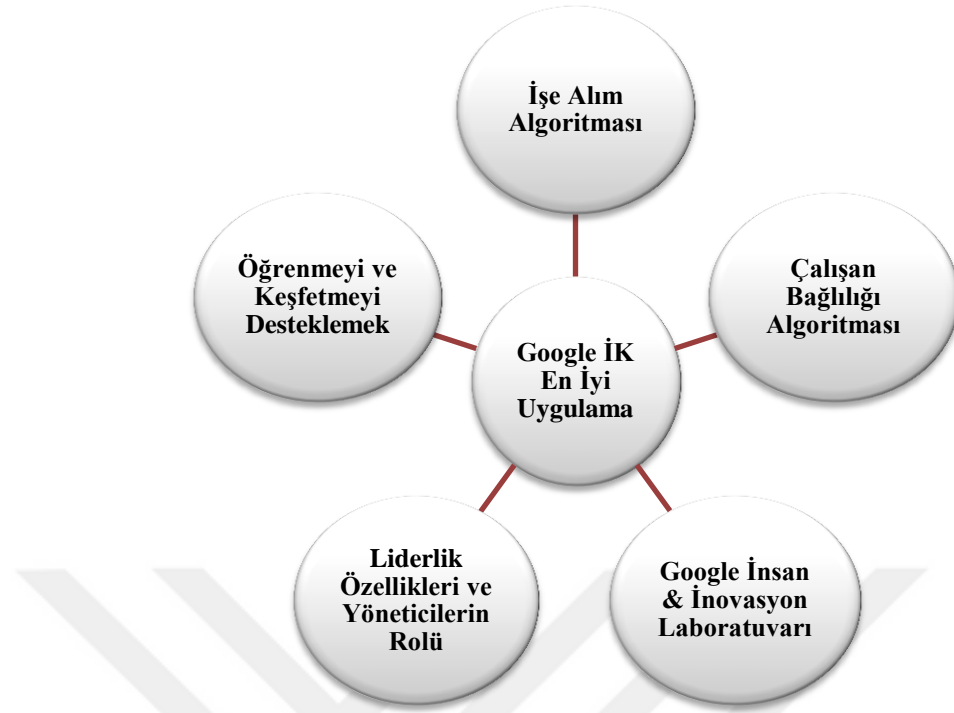 İşe Alım
Algoritması
Öğrenmeyi ve
Keşfetmeyi
Desteklemek
Çalışan
Bağlılığı
Algoritması
Google İK
En İyi
Uygulama
Liderlik
Özellikleri ve
Yöneticilerin
Rolü
Google İnsan
& İnovasyon
Laboratuvarı